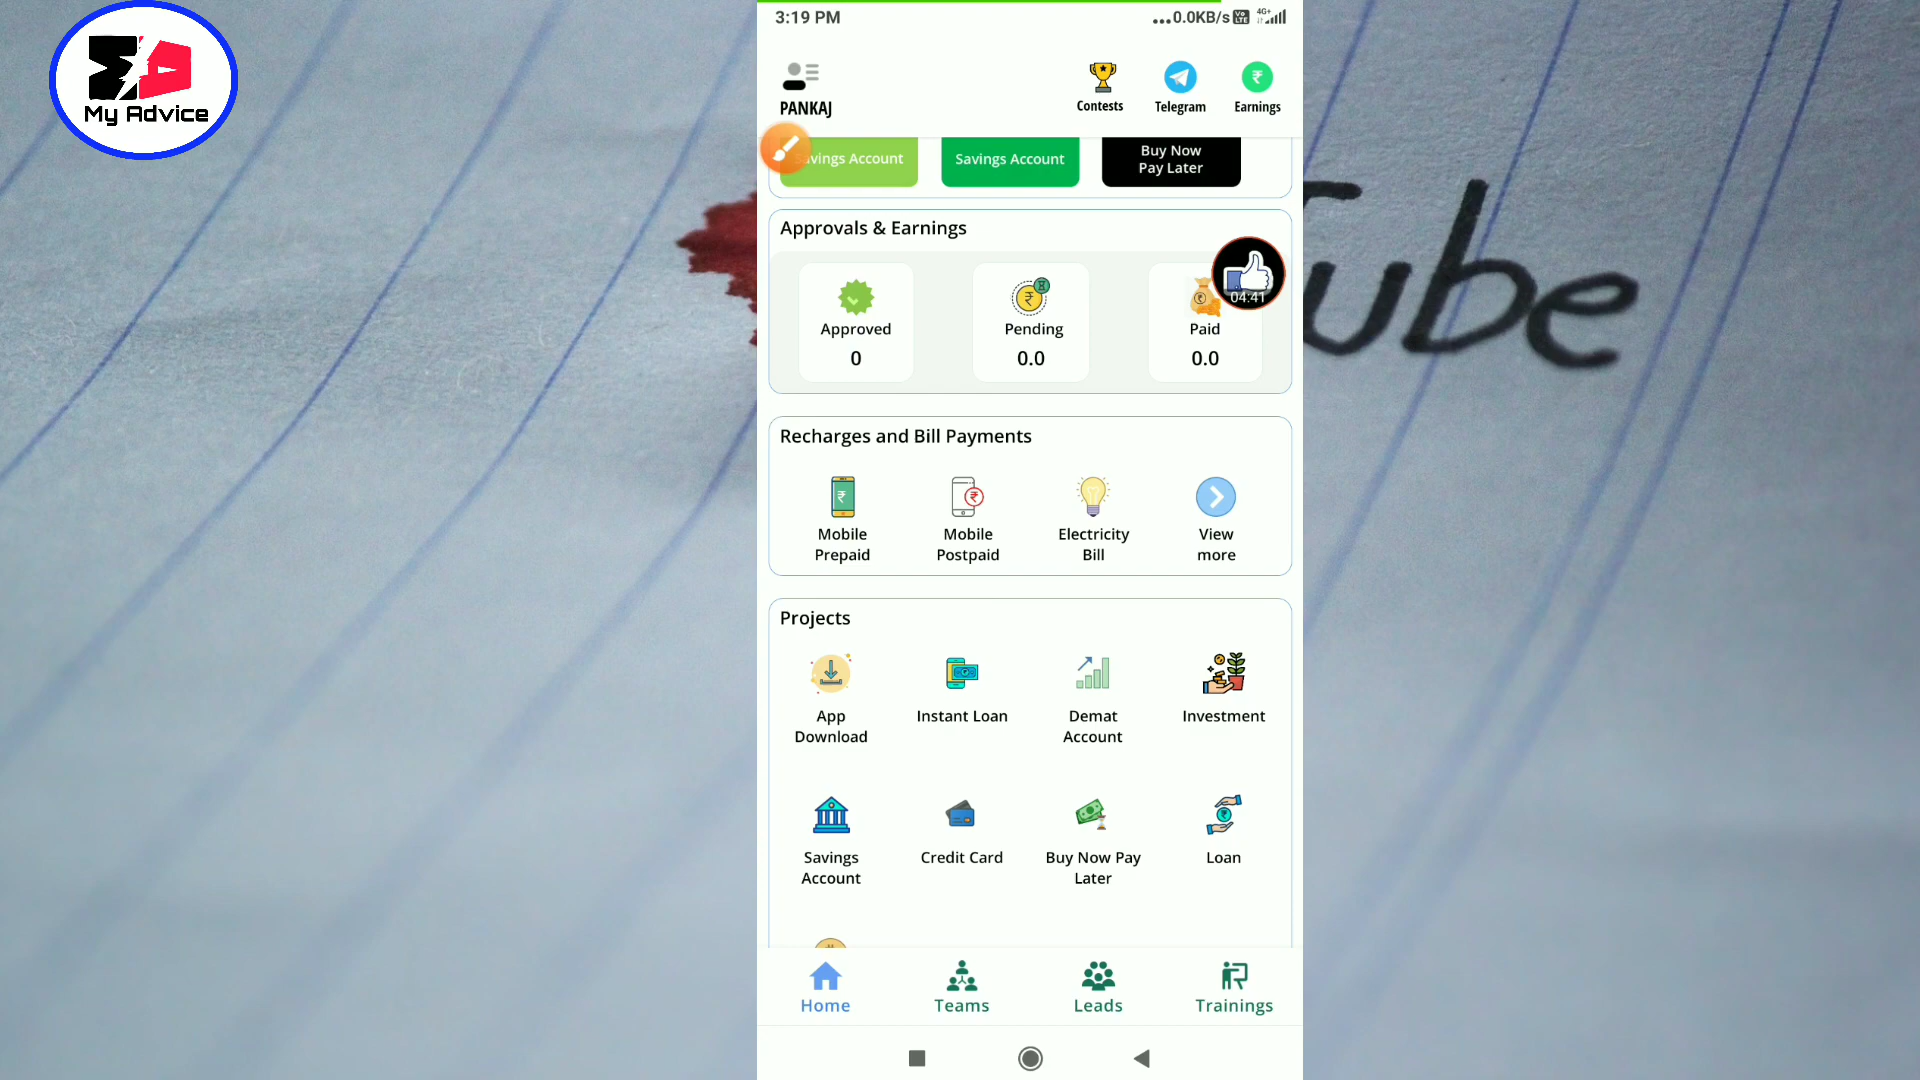 My Advice
3:19 PM
...0.0KB/s Vo LTE 4G+
PANKAJ
Contests
Telegram
Earnings
Savings Account
Buy Now
Pay Later
Approvals & Earnings
04:41
Approved
Pending
Paid
0
0.0
0.0
Recharges and Bill Payments
Mobile
Prepaid
Mobile
Postpaid
Electricity
Bill
View
more
Projects
App
Download
Instant Loan
Demat
Account
Investment
Savings
Account
Credit Card
Buy Now Pay
Later
Loan
Home
Teams
Leads
Trainings